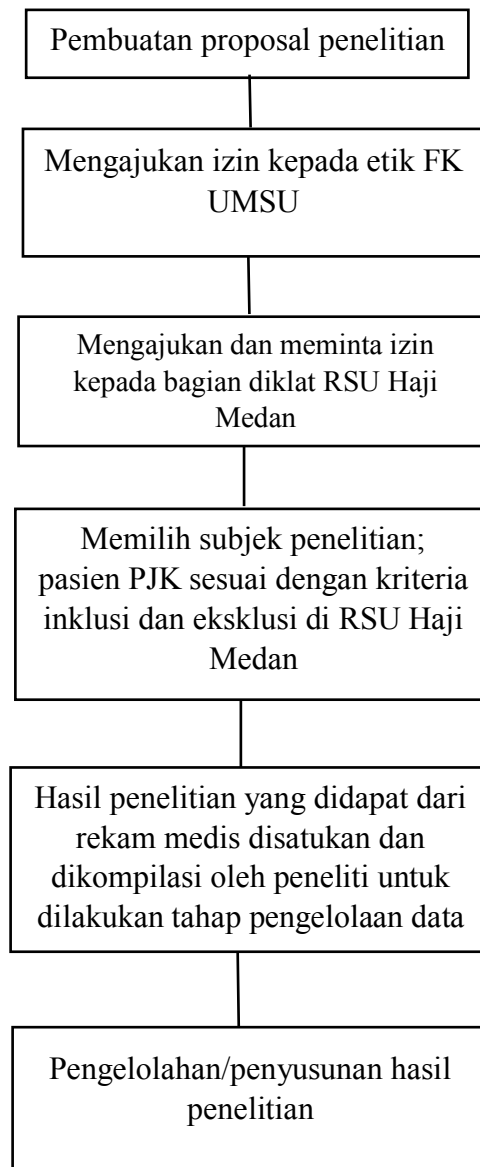 Pembuatan proposal penelitian
Mengajukan izin kepada etik FK
UMSU
Mengajukan dan meminta izin
kepada bagian diklat RSU Haji
Medan
Memilih subjek penelitian;
pasien PJK sesuai dengan kriteria
inklusi dan eksklusi di RSU Haji
Medan
Hasil penelitian yang didapat dari
rekam medis disatukan dan
dikompilasi oleh peneliti untuk
dilakukan tahap pengelolaan data
Pengelolahan/penyusunan hasil
penelitian